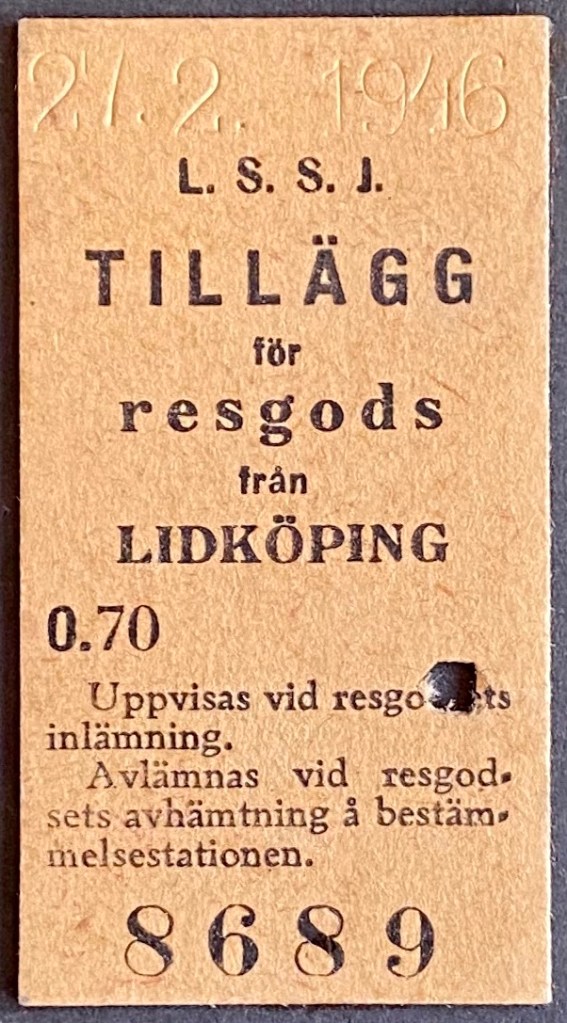 27. 2. 1946
L. S. S. J.
TILLÄGG
för
resgods
från
LIDKÖPING
0.70
Uppvisas vid
inlämning.
Avlämnas vid resgod-
sets avhämtning å bestäm-
melsestationen.
8689